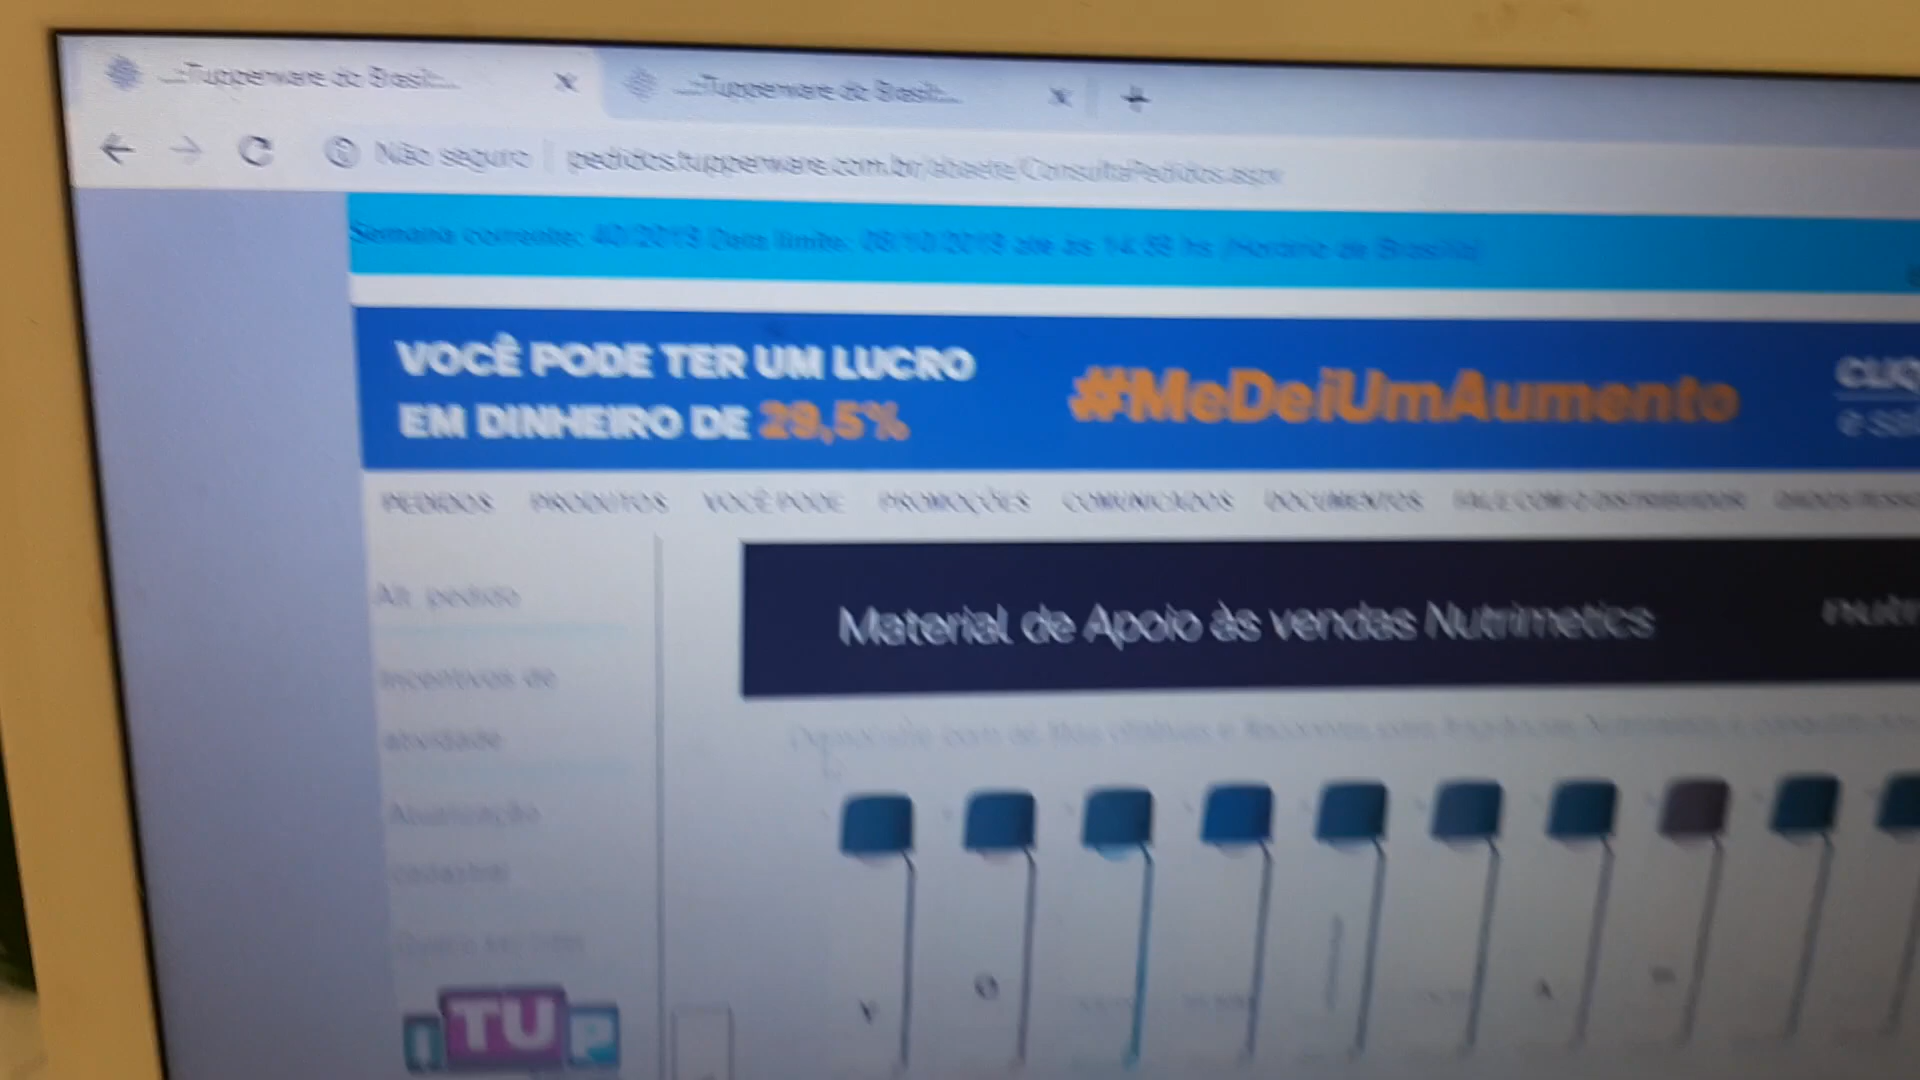 ..::Tupperware do Brasil::..
..::Tupperware do Brasil::..
Não seguro
pedidos.tupperware.com.br/abaete/ConsultaPedidos.aspx
Semana corrente: 40/2019 Data limite: 08/10/2019 até às 14:59 hs (Horário de Brasília)
VOCÊ PODE TER UM LUCRO
EM DINHEIRO DE 29,5%
#MeDeiUmAumento
PEDIDOS PRODUTOS VOCÊ PODE PROMOÇÕES COMUNICADOS DOCUMENTOS FALE COM O DISTRIBUIDOR
Alt. pedido
Incentivos de
atividade
Atualização
cadastral
Material de Apoio às vendas Nutrimetics
nutri
TUP